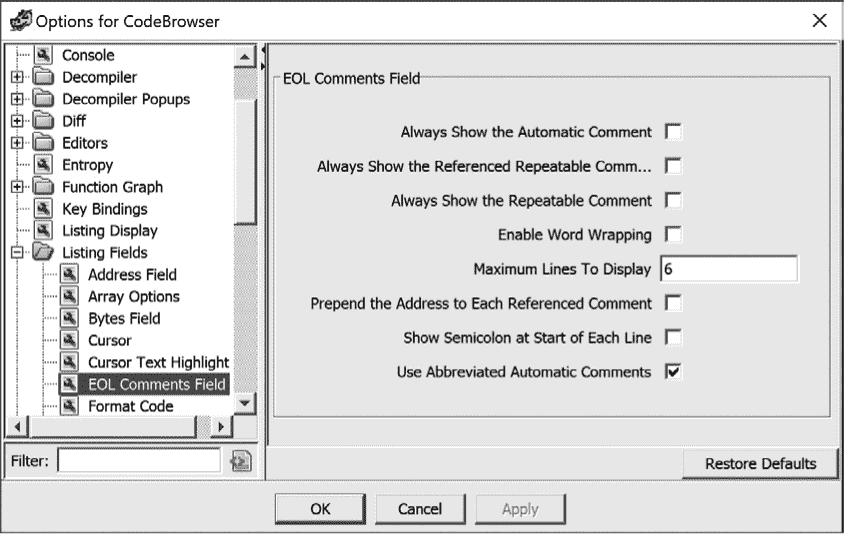 Options for CodeBrowser
Console
Decompiler
Decompiler Popups
Diff
Editors
Entropy
Function Graph
Key Bindings
Listing Display
Listing Fields
Address Field
Array Options
Bytes Field
Cursor
Cursor Text Highlight
EOL Comments Field
Format Code
Filter:
EOL Comments Field
Always Show the Automatic Comment
Always Show the Referenced Repeatable Comm...
Always Show the Repeatable Comment
Enable Word Wrapping
Maximum Lines To Display 6
Prepend the Address to Each Referenced Comment
Show Semicolon at Start of Each Line
Use Abbreviated Automatic Comments
Restore Defaults
OK Cancel Apply